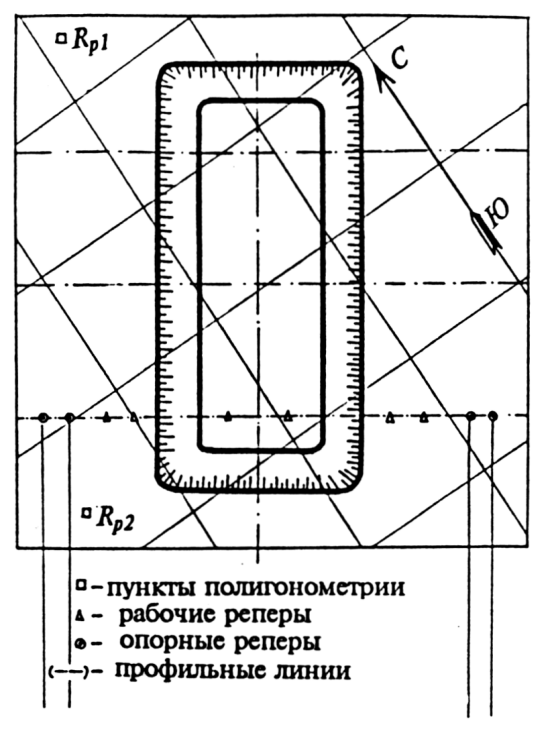 Rp1
С
Ю
Rp2
– пункты полигонометрии
– рабочие реперы
– опорные реперы
(—–—)– профильные линии